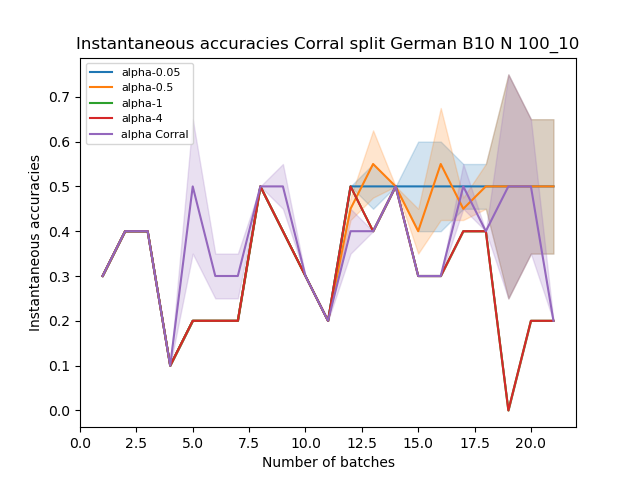 Instantaneous accuracies Corral split German B10 N 100_10
alpha-0.05
alpha-0.5
alpha-1
alpha-4
alpha Corral
Instantaneous accuracies
0.7
0.6
0.5
0.4
0.3
0.2
0.1
0.0
0.0 2.5 5.0 7.5 10.0 12.5 15.0 17.5 20.0
Number of batches